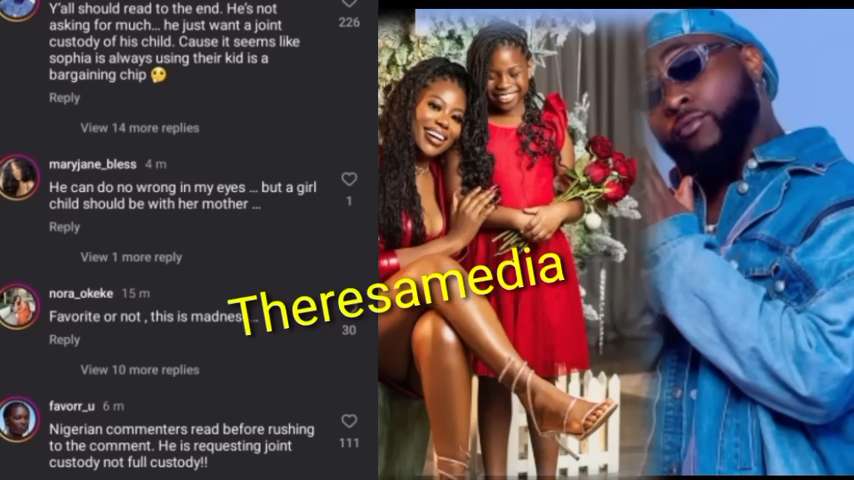 Y'all should read to the end. He's not
asking for much... he just want a joint
custody of his child. Cause it seems like
sophia is always using their kid is a
bargaining chip 🤔
226
Reply
View 14 more replies
maryjane_bless 4 m
He can do no wrong in my eyes ... but a girl
child should be with her mother ...
1
Reply
View 1 more reply
nora_okeke 15 m
Favorite or not , this is madness...
30
Reply
View 10 more replies
favorr_u 6 m
Nigerian commenters read before rushing
to the comment. He is requesting joint
custody not full custody!!
111
Theresamedia